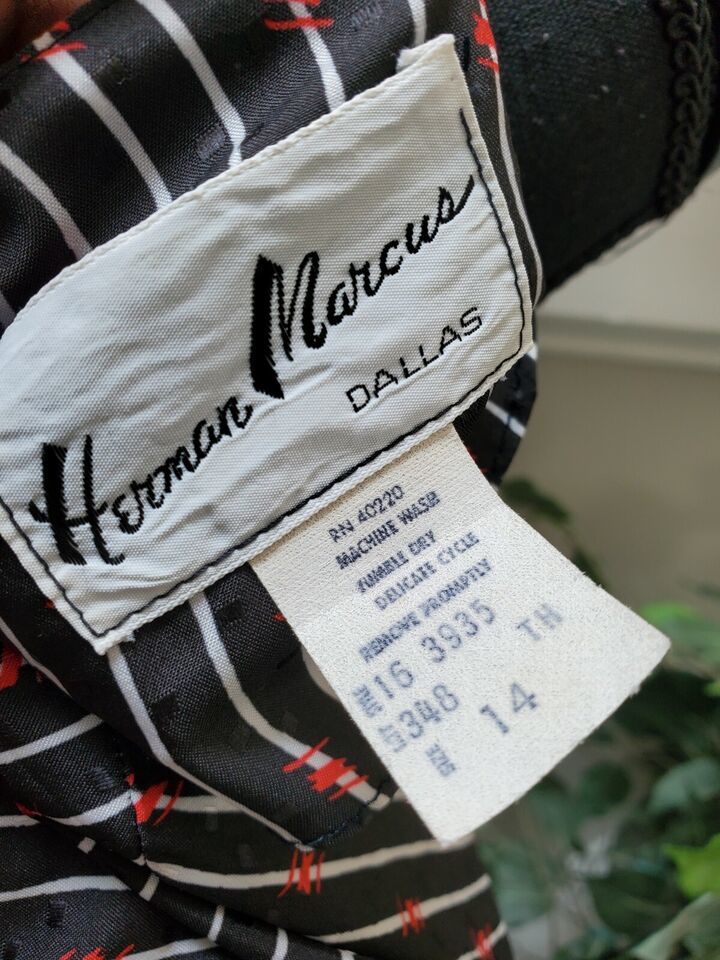 Herman Marcus
DALLAS
RN 40220
MACHINE WASH
TUMBLE DRY
DELICATE CYCLE
REMOVE PROMPTLY
16 3935
348 TH
14